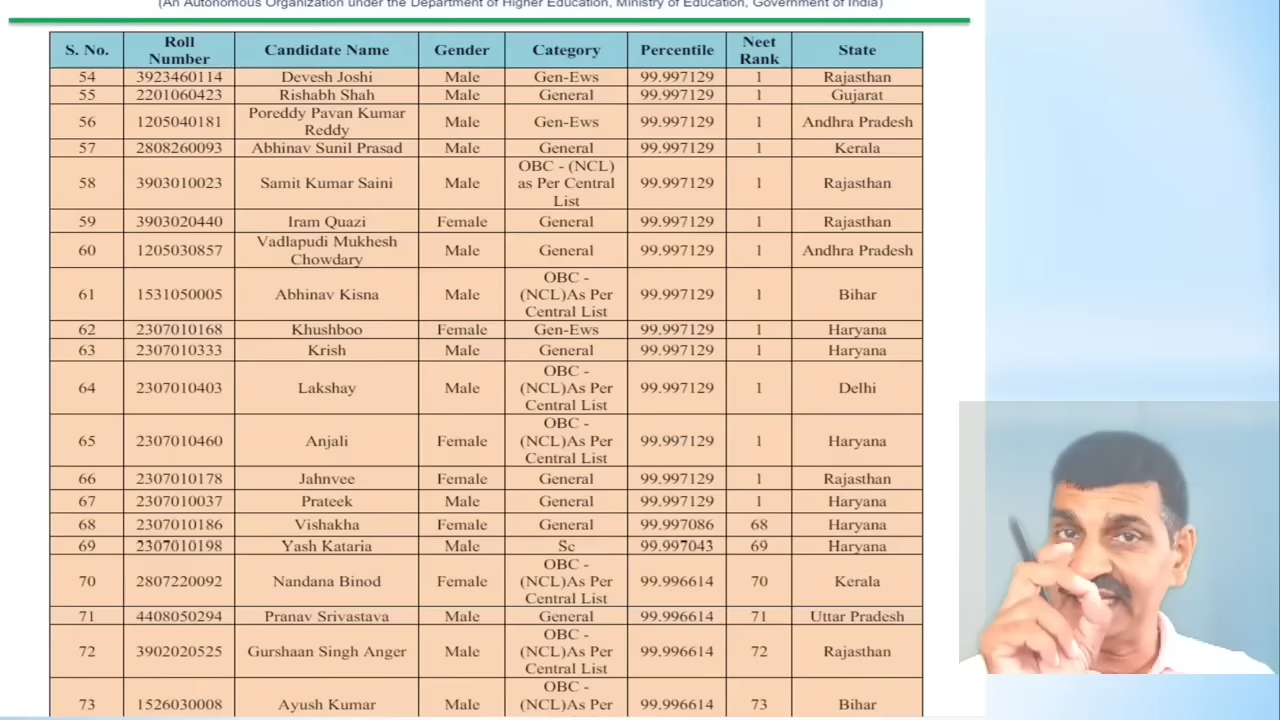 (An Autonomous Organization under the Department of Higher Education, Ministry of Education, Government of India)
S. No. Roll Number Candidate Name Gender Category Percentile Neet Rank State
54 3923460114 Devesh Joshi Male Gen-Ews 99.997129 1 Rajasthan
55 2201060423 Rishabh Shah Male General 99.997129 1 Gujarat
56 1205040181 Poreddy Pavan Kumar Reddy Male Gen-Ews 99.997129 1 Andhra Pradesh
57 2808260093 Abhinav Sunil Prasad Male General 99.997129 1 Kerala
58 3903010023 Samit Kumar Saini Male OBC - (NCL) as Per Central List 99.997129 1 Rajasthan
59 3903020440 Iram Quazi Female General 99.997129 1 Rajasthan
60 1205030857 Vadlapudi Mukhesh Chowdary Male General 99.997129 1 Andhra Pradesh
61 1531050005 Abhinav Kisna Male OBC - (NCL)As Per Central List 99.997129 1 Bihar
62 2307010168 Khushboo Female Gen-Ews 99.997129 1 Haryana
63 2307010333 Krish Male General 99.997129 1 Haryana
64 2307010403 Lakshay Male OBC - (NCL)As Per Central List 99.997129 1 Delhi
65 2307010460 Anjali Female OBC - (NCL)As Per Central List 99.997129 1 Haryana
66 2307010178 Jahnvee Female General 99.997129 1 Rajasthan
67 2307010037 Prateek Male General 99.997129 1 Haryana
68 2307010186 Vishakha Female General 99.997086 68 Haryana
69 2307010198 Yash Kataria Male Sc 99.997043 69 Haryana
70 2807220092 Nandana Binod Female OBC - (NCL)As Per Central List 99.996614 70 Kerala
71 4408050294 Pranav Srivastava Male General 99.996614 71 Uttar Pradesh
72 3902020525 Gurshaan Singh Anger Male OBC - (NCL)As Per Central List 99.996614 72 Rajasthan
73 1526030008 Ayush Kumar Male OBC - (NCL)As Per 99.996614 73 Bihar